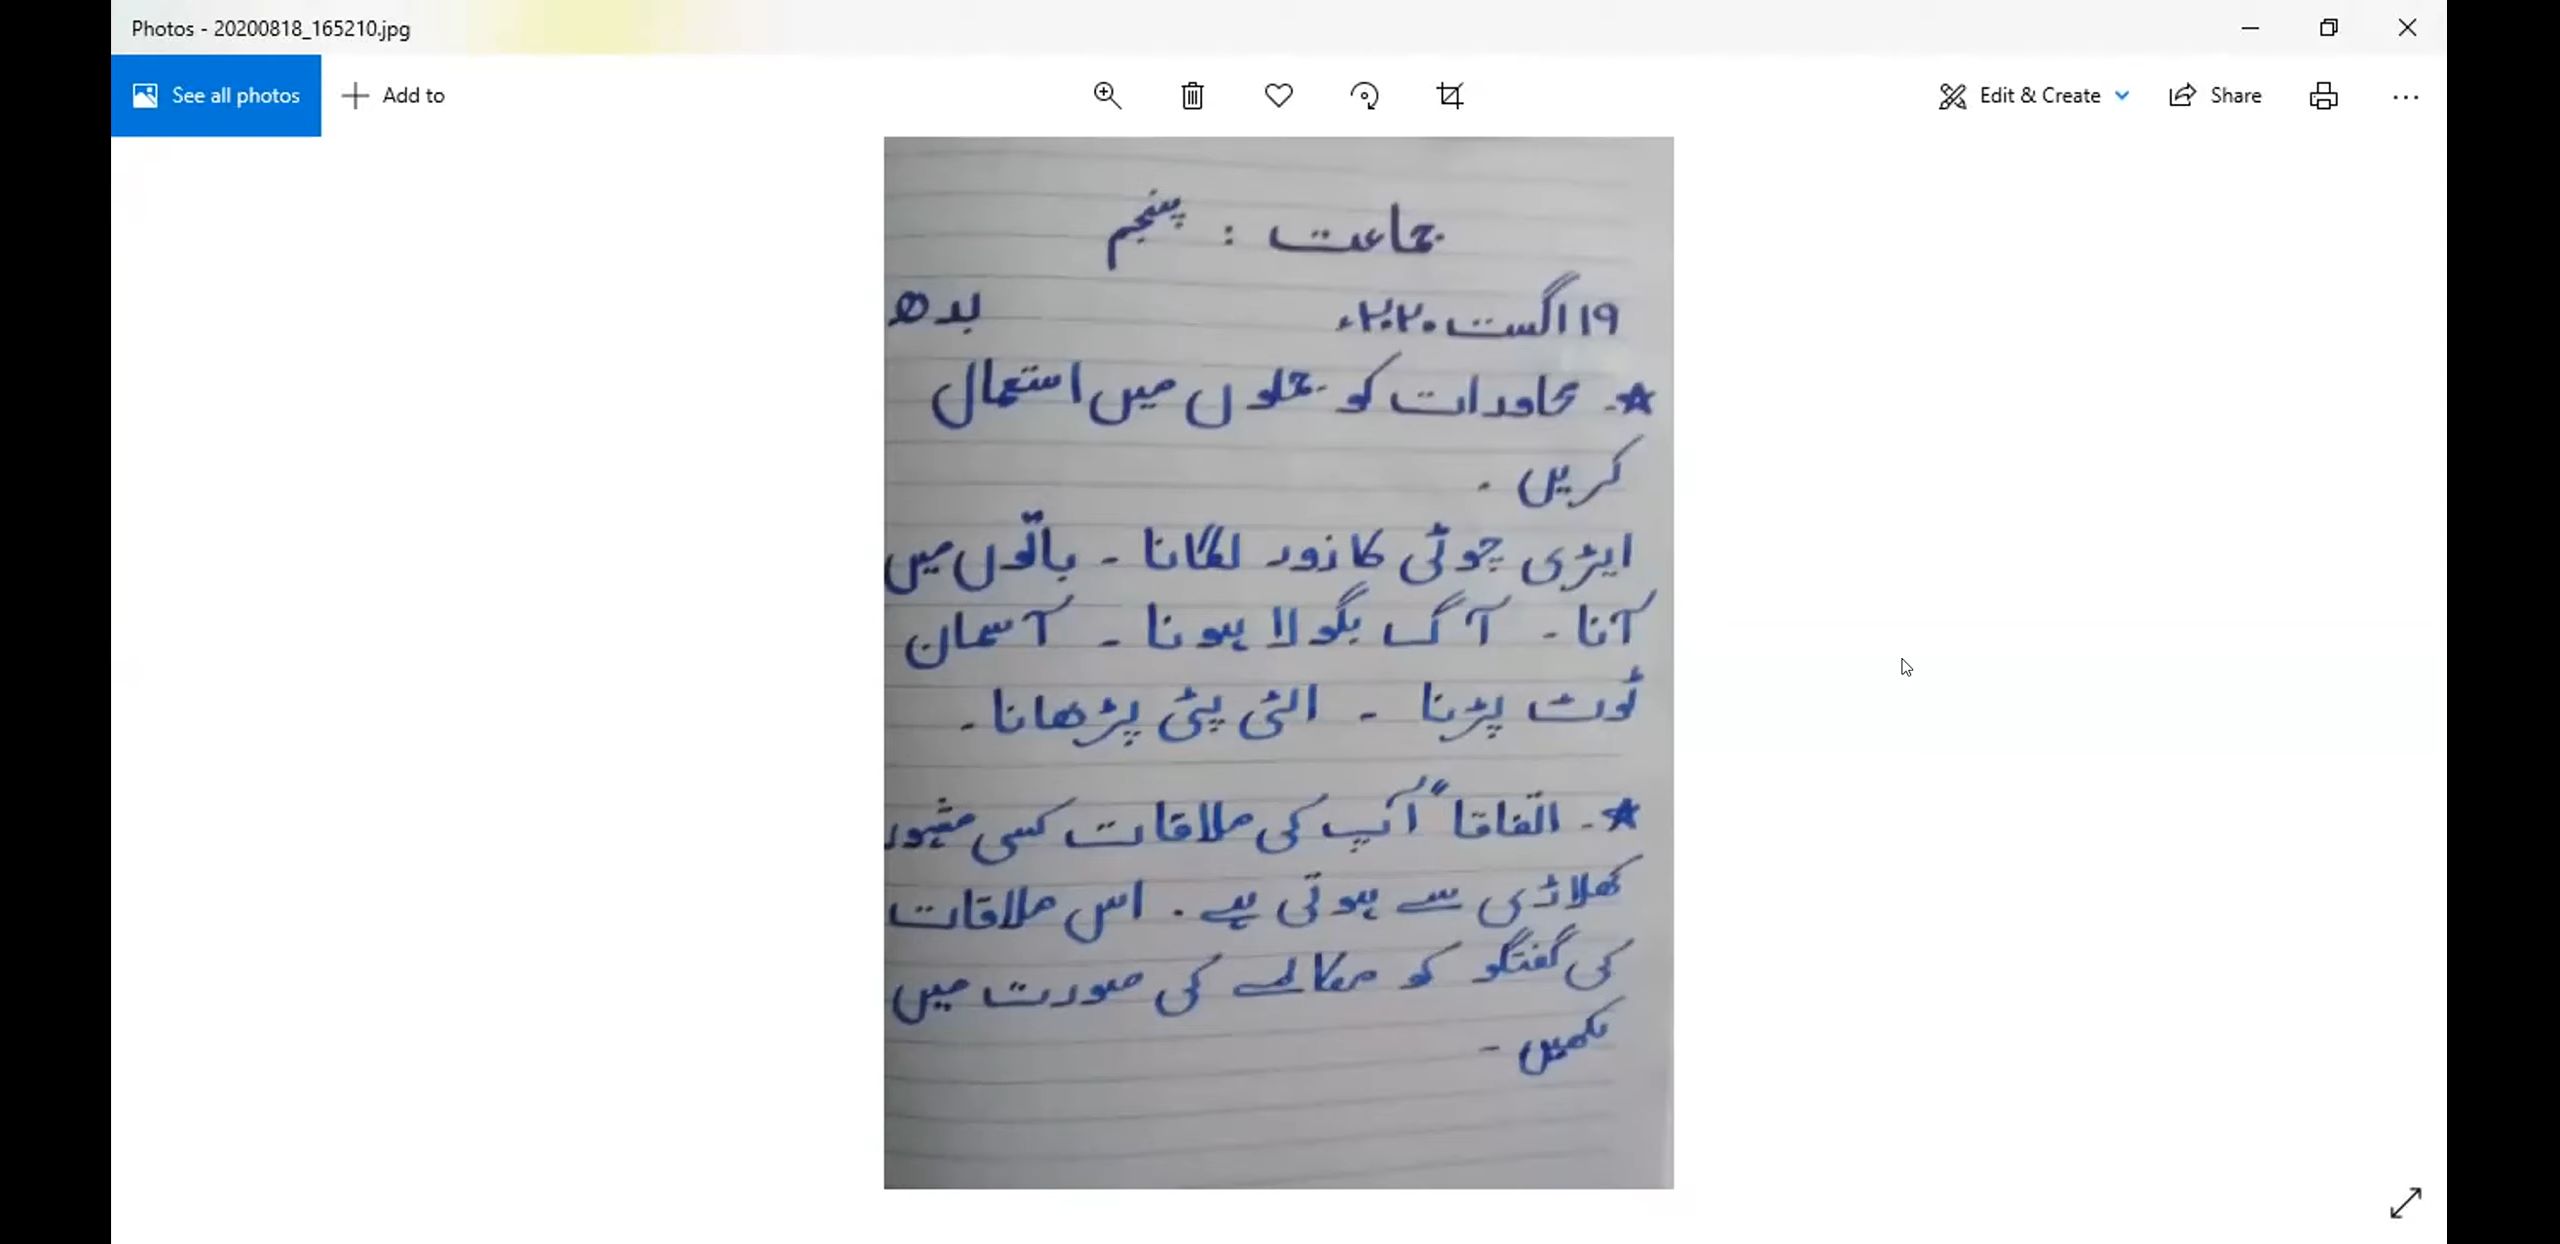 Photos - 20200818_165210.jpg
See all photos
Add to
Edit & Create
Share
جماعت : پنجم
۱۹ اگست ۲۰۲۰ء بدھ
★۔ محاورات کو جملوں میں استعمال
کریں ۔
ایڑی چوٹی کا زور لگانا ۔ باتوں میں
آنا ۔ آگ بگولا ہونا ۔ آسمان
ٹوٹ پڑنا ۔ الٹی پٹی پڑھانا ۔
★۔ اتفاقاً آپ کی ملاقات کسی مشہور
کھلاڑی سے ہوتی ہے ۔ اس ملاقات
کی گفتگو کو مکالمے کی صورت میں
لکھیں ۔